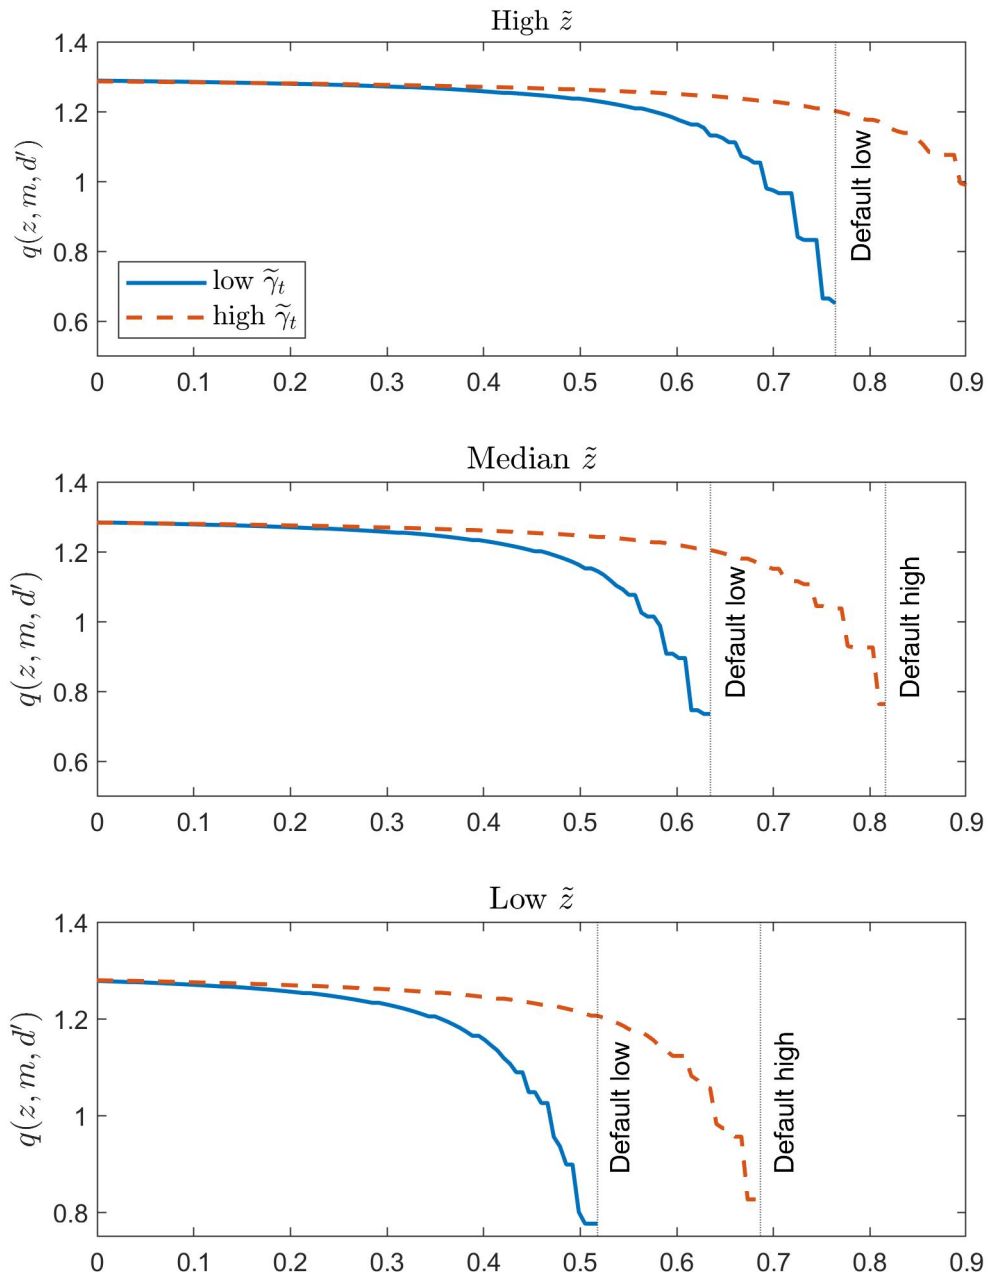 High z̃
1.4
1.2
1
0.8
0.6
q(z, m, d′)
low γ̃ₜ
high γ̃ₜ
Default low
0 0.1 0.2 0.3 0.4 0.5 0.6 0.7 0.8 0.9
Median z̃
1.4
1.2
1
0.8
0.6
q(z, m, d′)
Default low
Default high
0 0.1 0.2 0.3 0.4 0.5 0.6 0.7 0.8 0.9
Low z̃
1.4
1.2
1
0.8
q(z, m, d′)
Default low
Default high
0 0.1 0.2 0.3 0.4 0.5 0.6 0.7 0.8 0.9